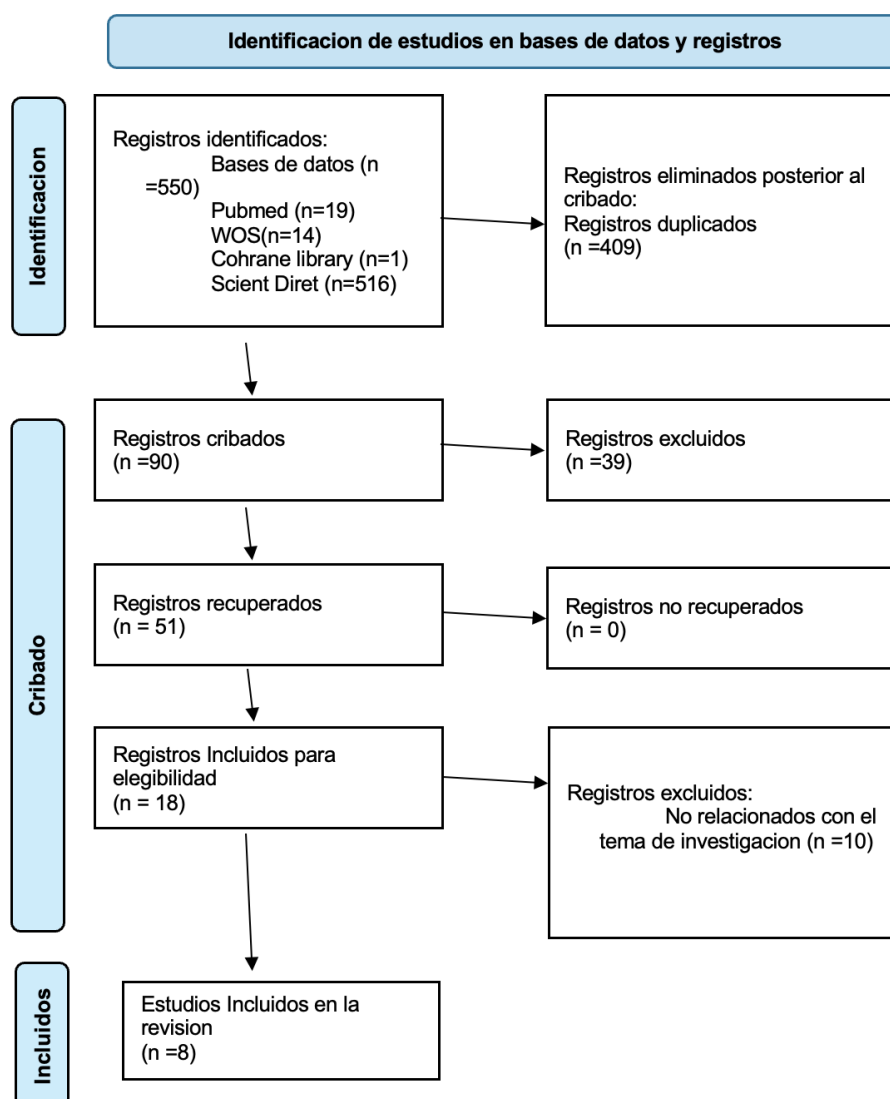 Identificacion de estudios en bases de datos y registros
Identificacion
Registros identificados:
Bases de datos (n
=550)
Pubmed (n=19)
WOS(n=14)
Cohrane library (n=1)
Scient Diret (n=516)
Registros eliminados posterior al
cribado:
Registros duplicados
(n =409)
Cribado
Registros cribados
(n =90)
Registros excluidos
(n =39)
Registros recuperados
(n = 51)
Registros no recuperados
(n = 0)
Registros Incluidos para
elegibilidad
(n = 18)
Registros excluidos:
No relacionados con el
tema de investigacion (n =10)
Incluidos
Estudios Incluidos en la
revision
(n =8)